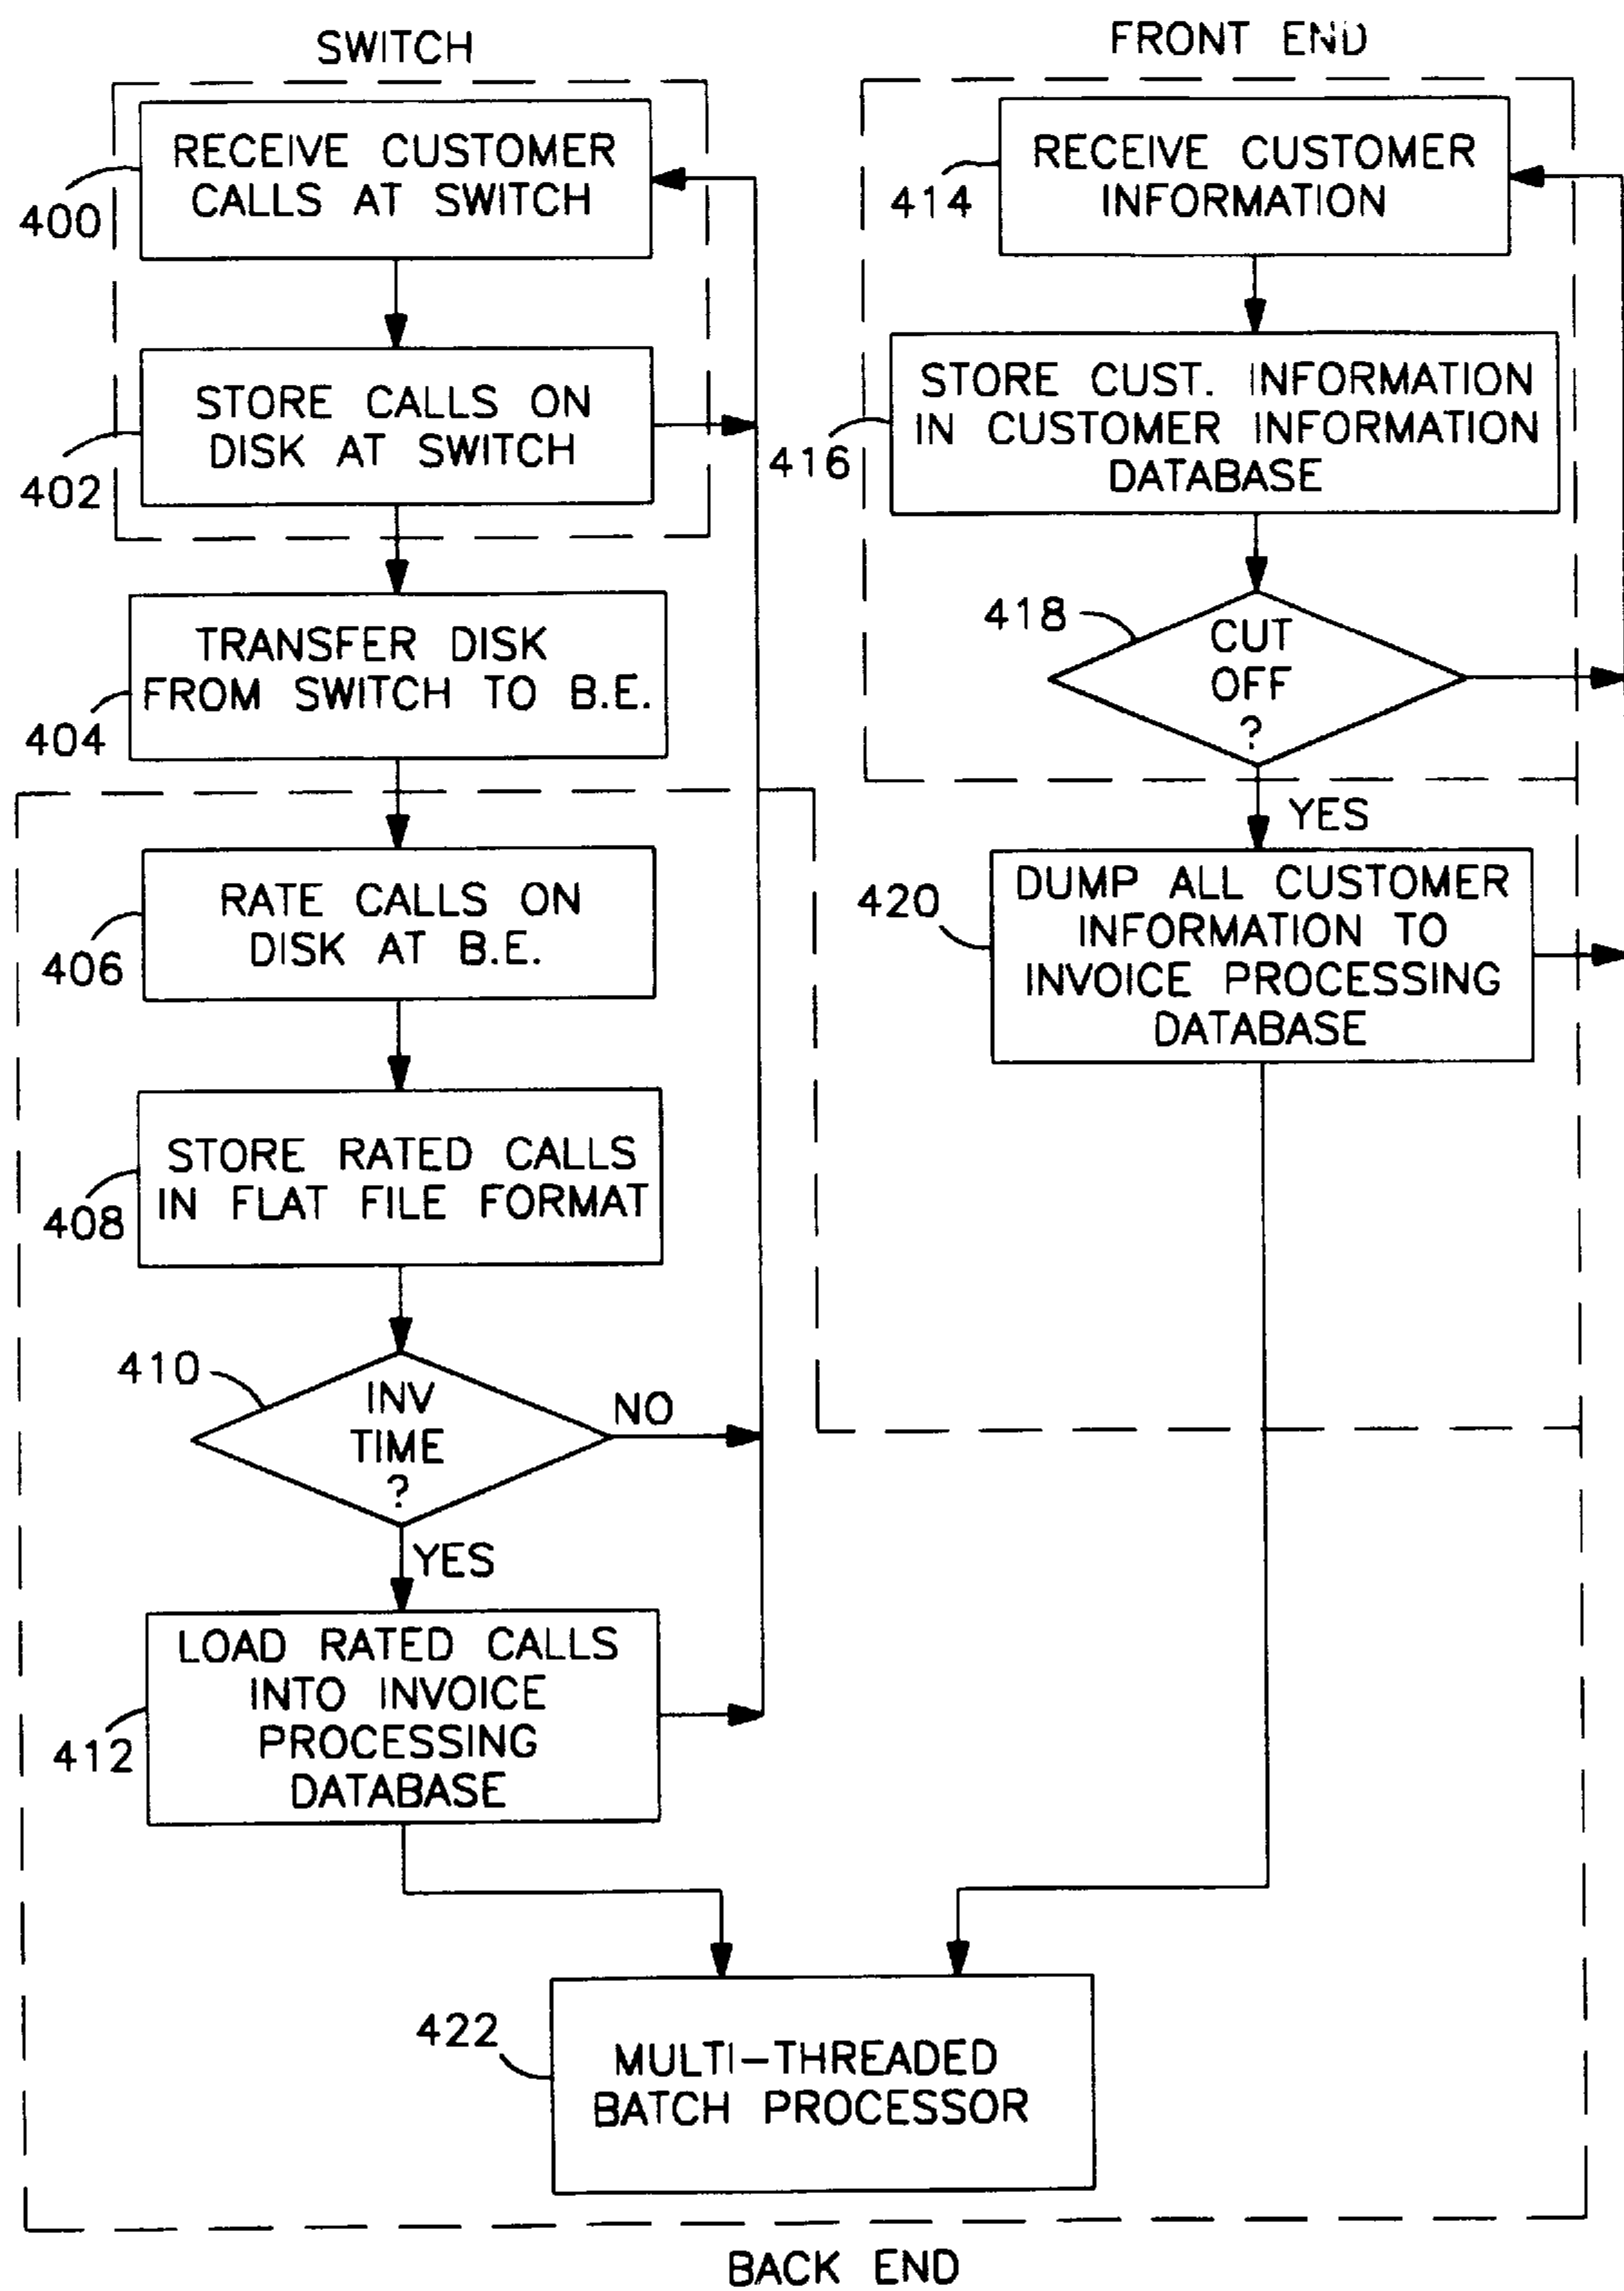 SWITCH
RECEIVE CUSTOMER
CALLS AT SWITCH
400
STORE CALLS ON
DISK AT SWITCH
402
TRANSFER DISK
FROM SWITCH TO B.E.
404
RATE CALLS ON
DISK AT B.E.
406
STORE RATED CALLS
IN FLAT FILE FORMAT
408
410
INV
TIME
?
NO
YES
LOAD RATED CALLS
INTO INVOICE
PROCESSING
DATABASE
412
FRONT END
RECEIVE CUSTOMER
INFORMATION
414
STORE CUST. INFORMATION
IN CUSTOMER INFORMATION
DATABASE
416
418
CUT
OFF
?
YES
DUMP ALL CUSTOMER
INFORMATION TO
INVOICE PROCESSING
DATABASE
420
422
MULTI-THREADED
BATCH PROCESSOR
BACK END